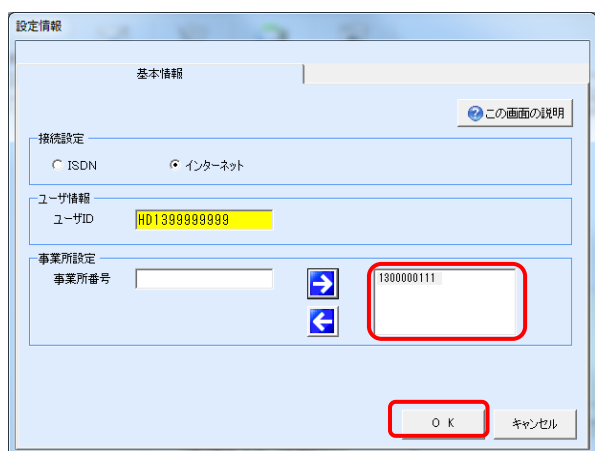 設定情報
基本情報
この画面の説明
接続設定
ISDN
インターネット
ユーザ情報
ユーザID HD1399999999
事業所設定
事業所番号
1300000111
OK
キャンセル